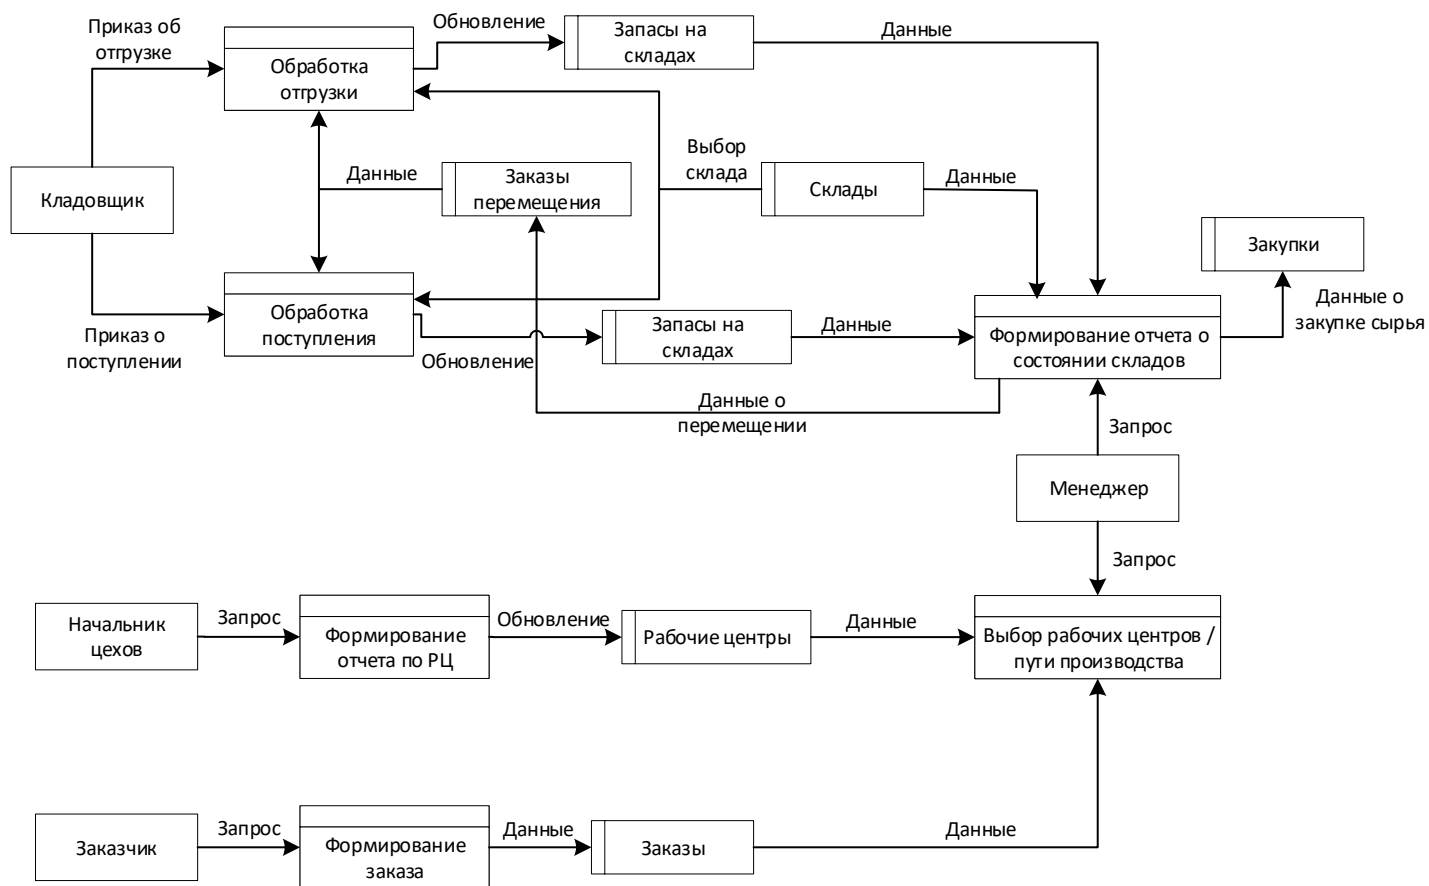 Приказ об
отгрузке
Обработка
отгрузки
Обновление
Запасы на
складах
Данные
Кладовщик
Данные
Заказы
перемещения
Выбор
склада
Склады
Данные
Закупки
Приказ о
поступлении
Обработка
поступления
Обновление
Запасы на
складах
Данные
Формирование отчета о
состоянии складов
Данные о
закупке сырья
Данные о
перемещении
Запрос
Менеджер
Запрос
Начальник
цехов
Запрос
Формирование
отчета по РЦ
Обновление
Рабочие центры
Данные
Выбор рабочих центров /
пути производства
Заказчик
Запрос
Формирование
заказа
Данные
Заказы
Данные